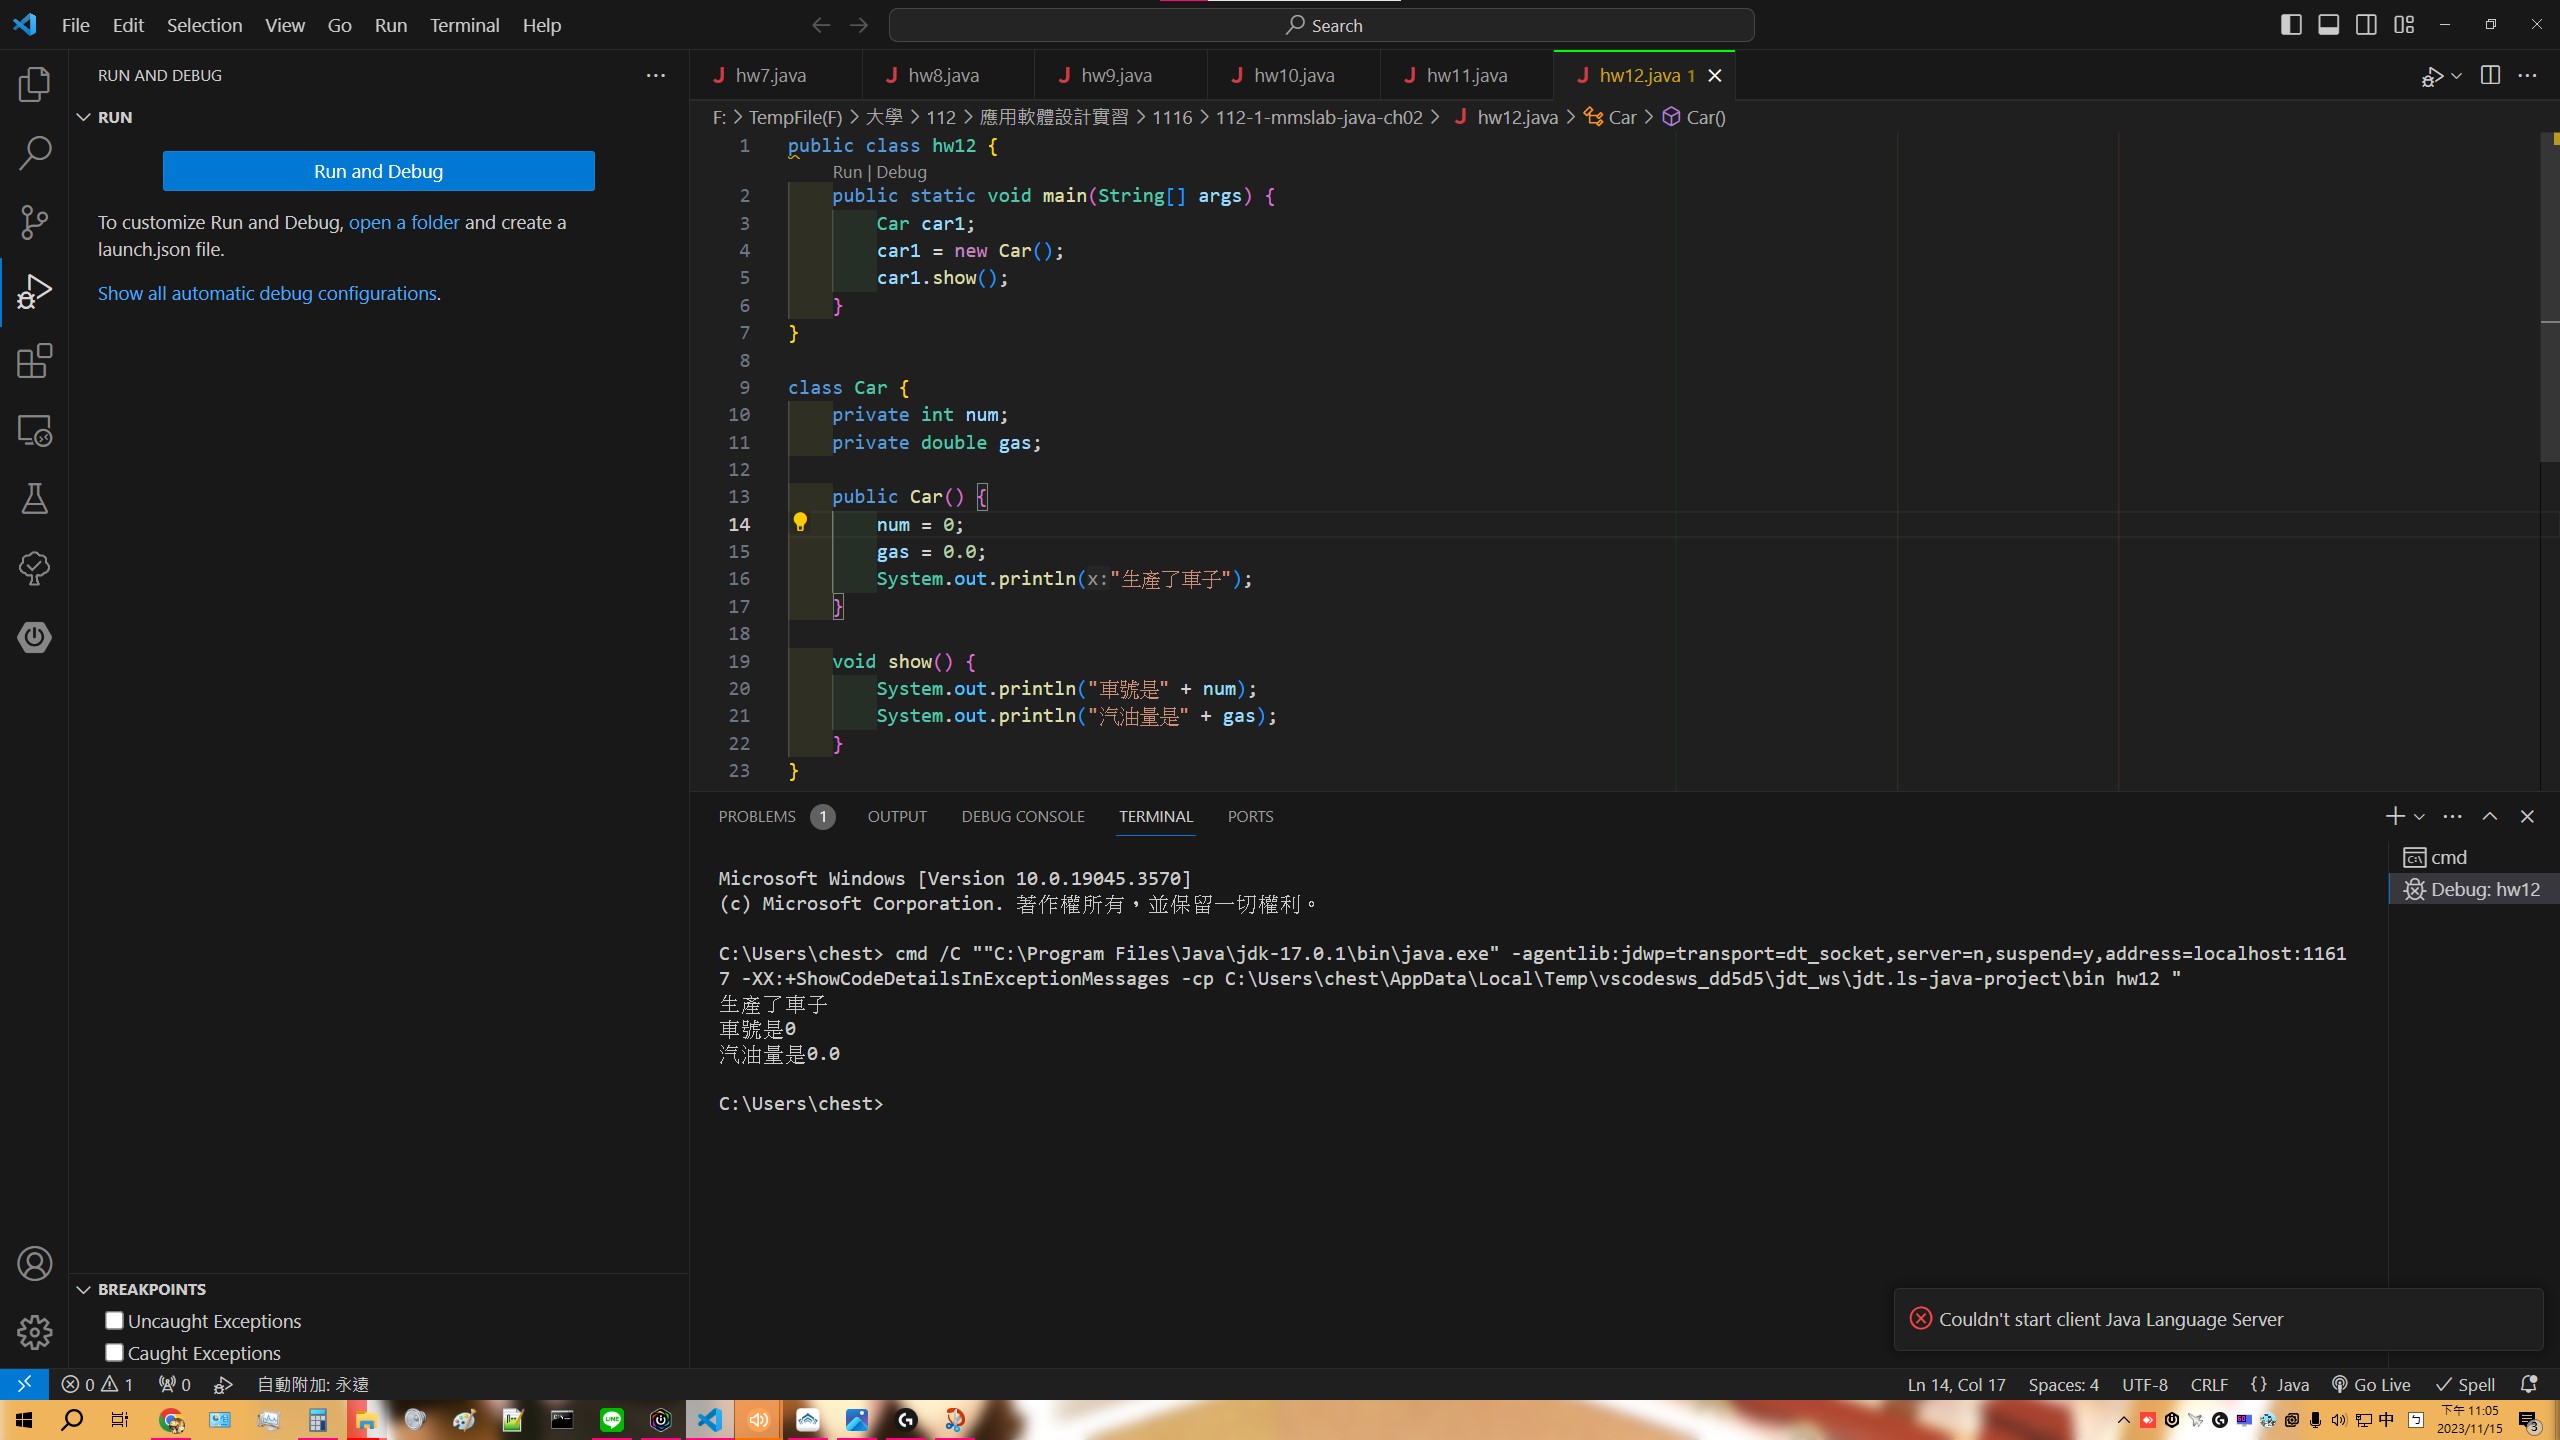 File Edit Selection View Go Run Terminal Help
Search
RUN AND DEBUG
RUN
Run and Debug
To customize Run and Debug, open a folder and create a
launch.json file.
Show all automatic debug configurations.
BREAKPOINTS
Uncaught Exceptions
Caught Exceptions
hw7.java hw8.java hw9.java hw10.java hw11.java hw12.java 1
F: > TempFile(F) > 大學 > 112 > 應用軟體設計實習 > 1116 > 112-1-mmslab-java-ch02 > J hw12.java > Car > Car()
1 public class hw12 {
Run | Debug
2 public static void main(String[] args) {
3 Car car1;
4 car1 = new Car();
5 car1.show();
6 }
7 }
8
9 class Car {
10 private int num;
11 private double gas;
12
13 public Car() {
14 num = 0;
15 gas = 0.0;
16 System.out.println(x:"生產了車子");
17 }
18
19 void show() {
20 System.out.println("車號是" + num);
21 System.out.println("汽油量是" + gas);
22 }
23 }
PROBLEMS 1 OUTPUT DEBUG CONSOLE TERMINAL PORTS
cmd
Debug: hw12
Microsoft Windows [Version 10.0.19045.3570]
(c) Microsoft Corporation. 著作權所有，並保留一切權利。
C:\Users\chest> cmd /C ""C:\Program Files\Java\jdk-17.0.1\bin\java.exe" -agentlib:jdwp=transport=dt_socket,server=n,suspend=y,address=localhost:1161
7 -XX:+ShowCodeDetailsInExceptionMessages -cp C:\Users\chest\AppData\Local\Temp\vscodesws_dd5d5\jdt_ws\jdt.ls-java-project\bin hw12 "
生產了車子
車號是0
汽油量是0.0
C:\Users\chest>
Couldn't start client Java Language Server
0 1 0 自動附加: 永遠
Ln 14, Col 17 Spaces: 4 UTF-8 CRLF {} Java Go Live Spell
中 下午 11:05
2023/11/15 3